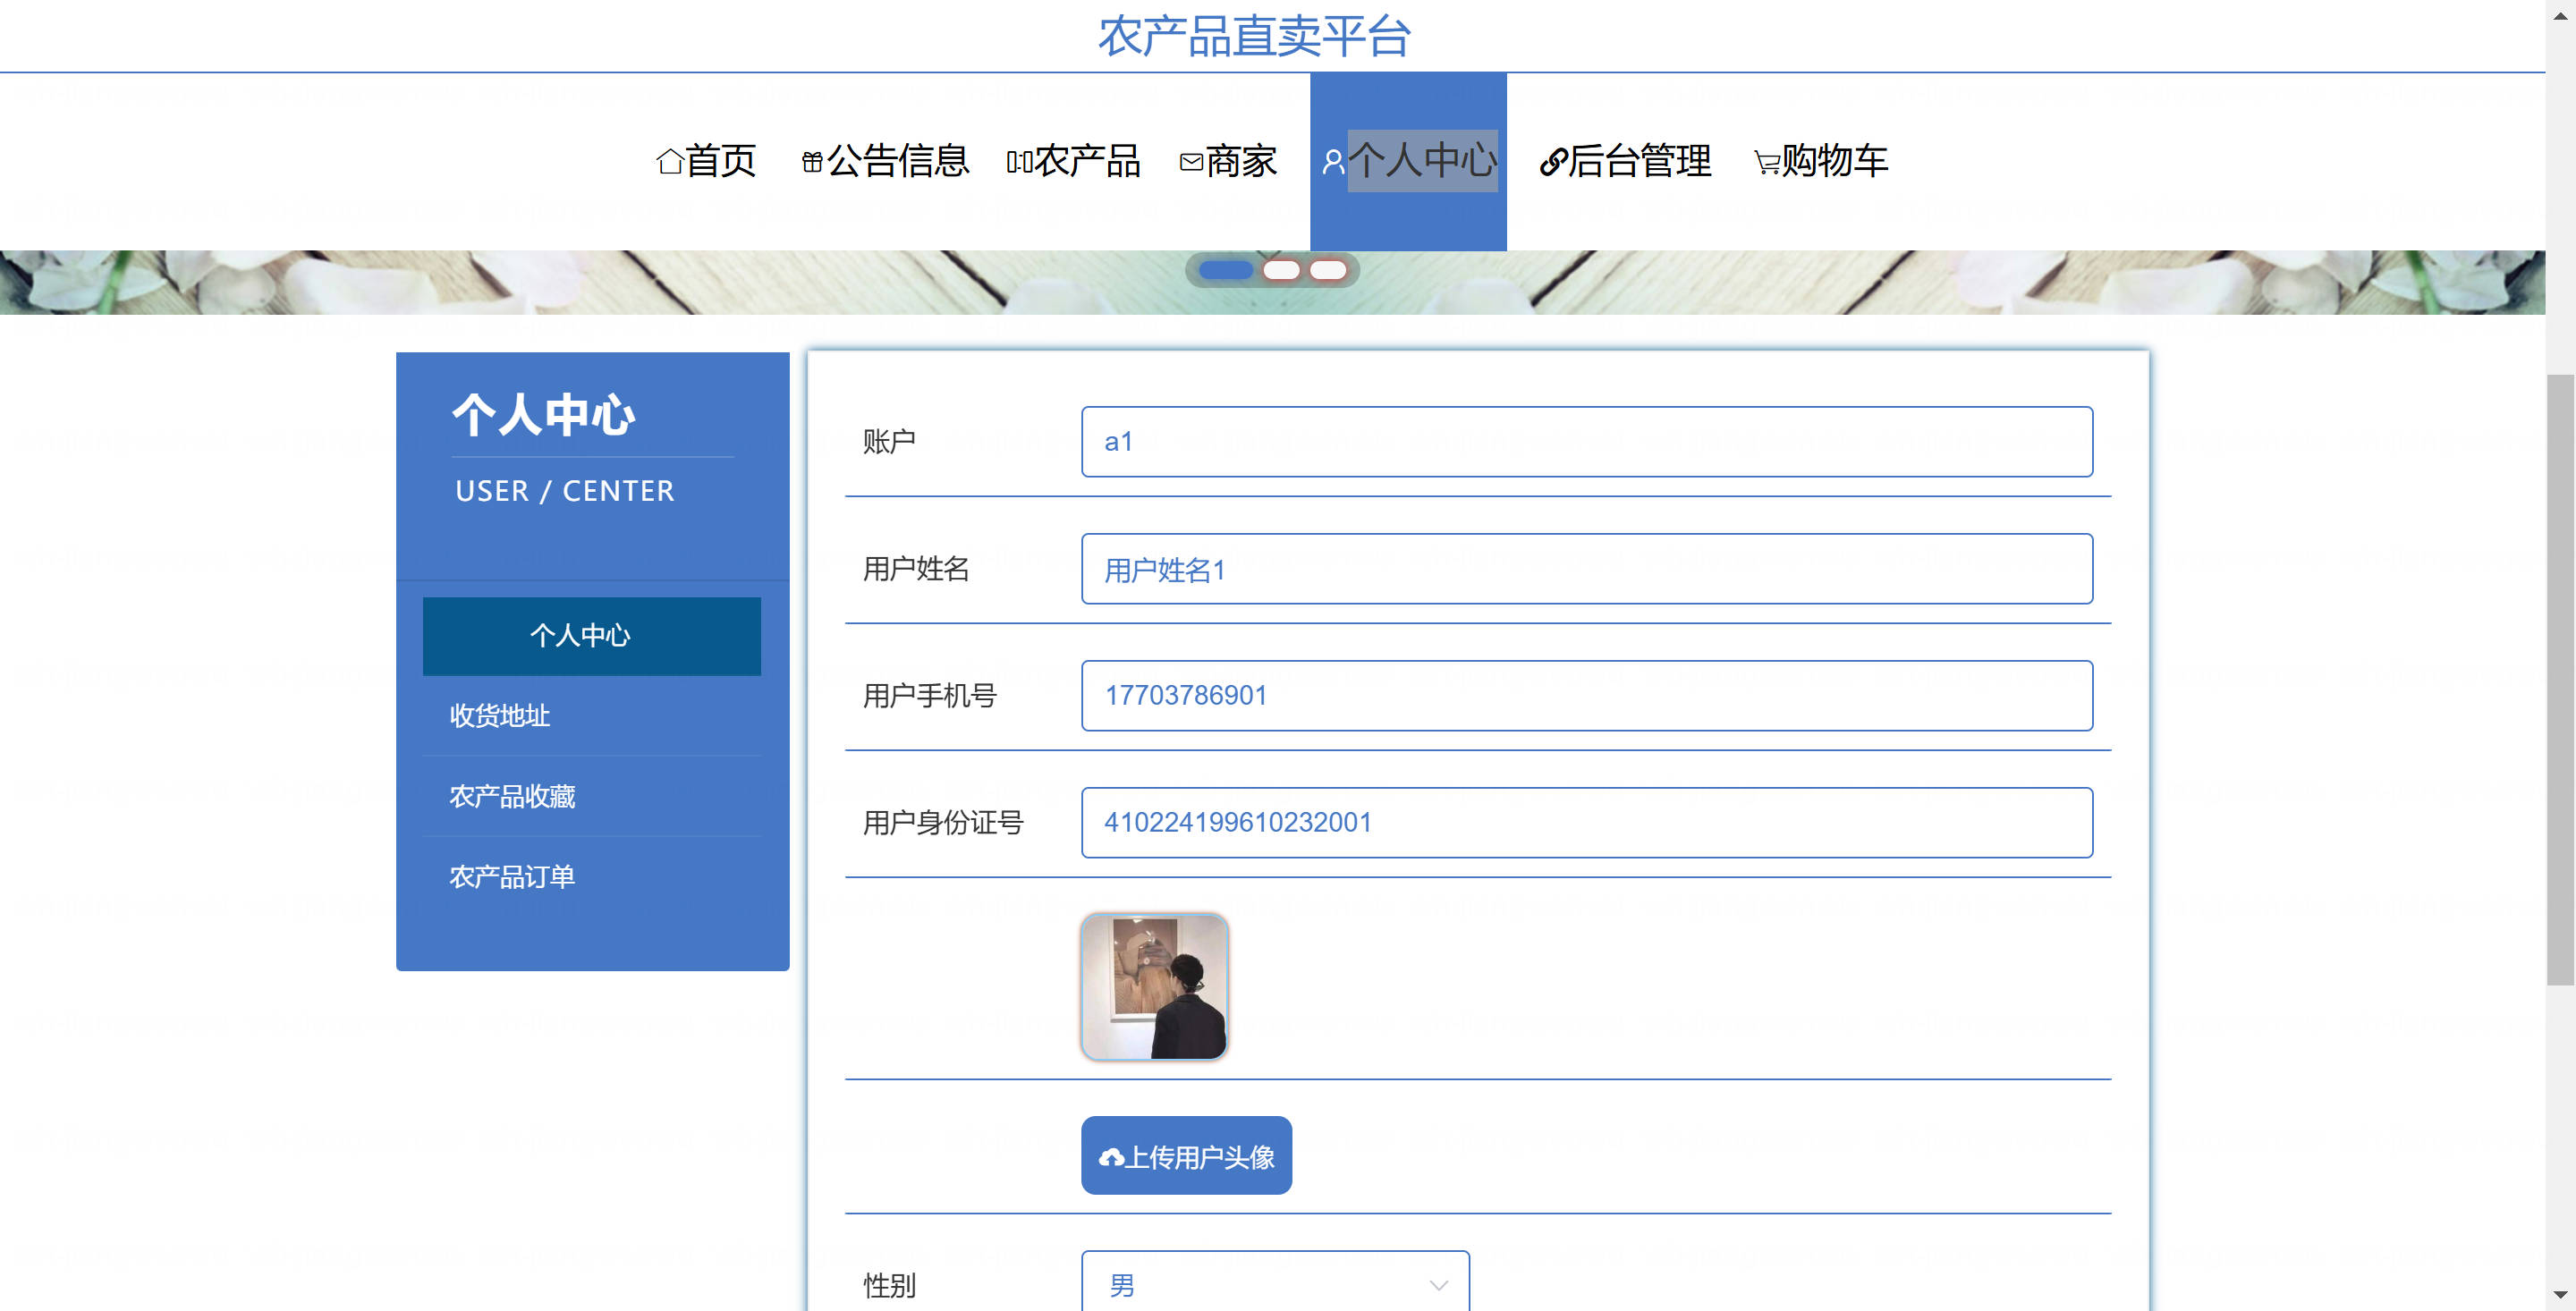 农产品直卖平台
首页 公告信息 农产品 商家 个人中心 后台管理 购物车
个人中心
USER / CENTER
个人中心
收货地址
农产品收藏
农产品订单
账户 a1
用户姓名 用户姓名1
用户手机号 17703786901
用户身份证号 410224199610232001
上传用户头像
性别 男